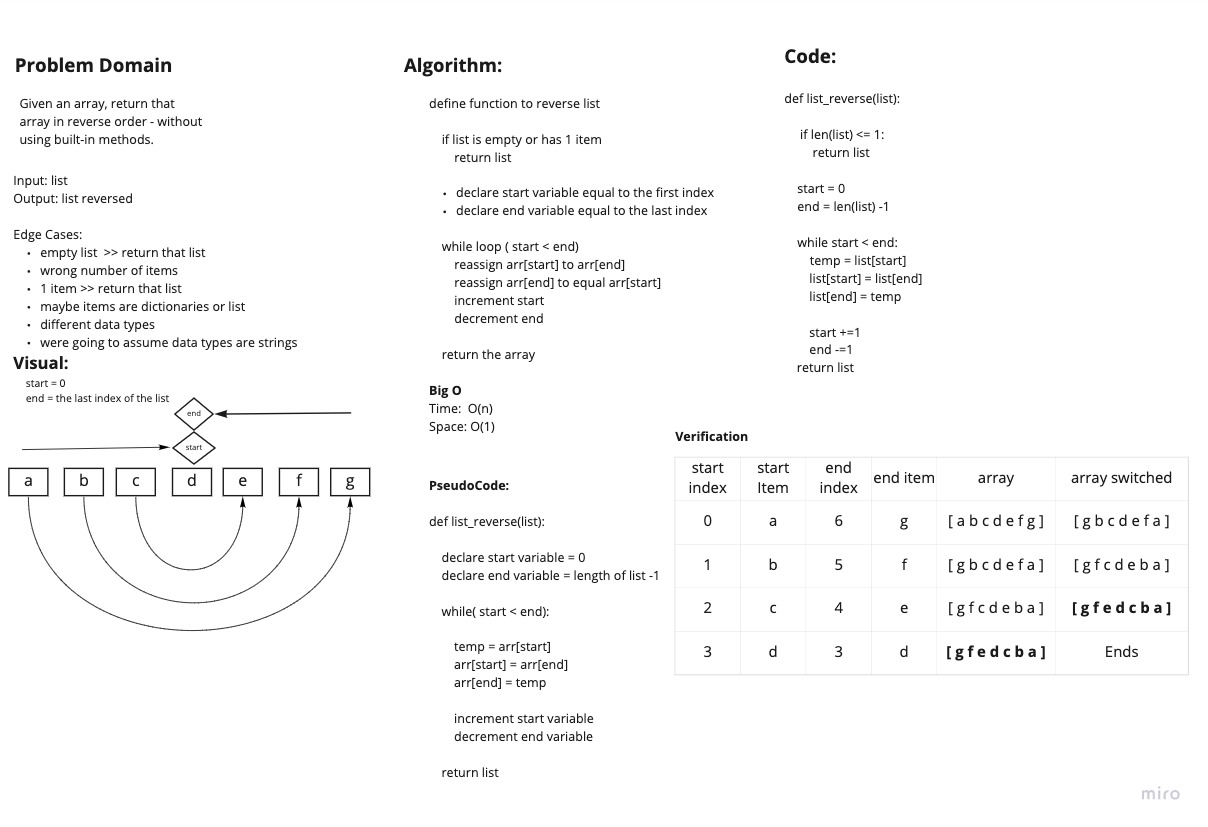 Problem Domain
Given an array, return that
array in reverse order - without
using built-in methods.
Input: list
Output: list reversed
Edge Cases:
• empty list >> return that list
• wrong number of items
• 1 item >> return that list
• maybe items are dictionaries or list
• different data types
• were going to assume data types are strings
Visual:
start = 0
end = the last index of the list
end
start
a b c d e f g
Algorithm:
define function to reverse list
if list is empty or has 1 item
return list
• declare start variable equal to the first index
• declare end variable equal to the last index
while loop ( start < end)
reassign arr[start] to arr[end]
reassign arr[end] to equal arr[start]
increment start
decrement end
return the array
Big O
Time: O(n)
Space: O(1)
PseudoCode:
def list_reverse(list):
declare start variable = 0
declare end variable = length of list -1
while( start < end):
temp = arr[start]
arr[start] = arr[end]
arr[end] = temp
increment start variable
decrement end variable
return list
Code:
def list_reverse(list):
if len(list) <= 1:
return list
start = 0
end = len(list) -1
while start < end:
temp = list[start]
list[start] = list[end]
list[end] = temp
start +=1
end -=1
return list
Verification
start index start Item end index end item array array switched
0 a 6 g [ a b c d e f g ] [ g b c d e f a ]
1 b 5 f [ g b c d e f a ] [ g f c d e b a ]
2 c 4 e [ g f c d e b a ] [ g f e d c b a ]
3 d 3 d [ g f e d c b a ] Ends
miro